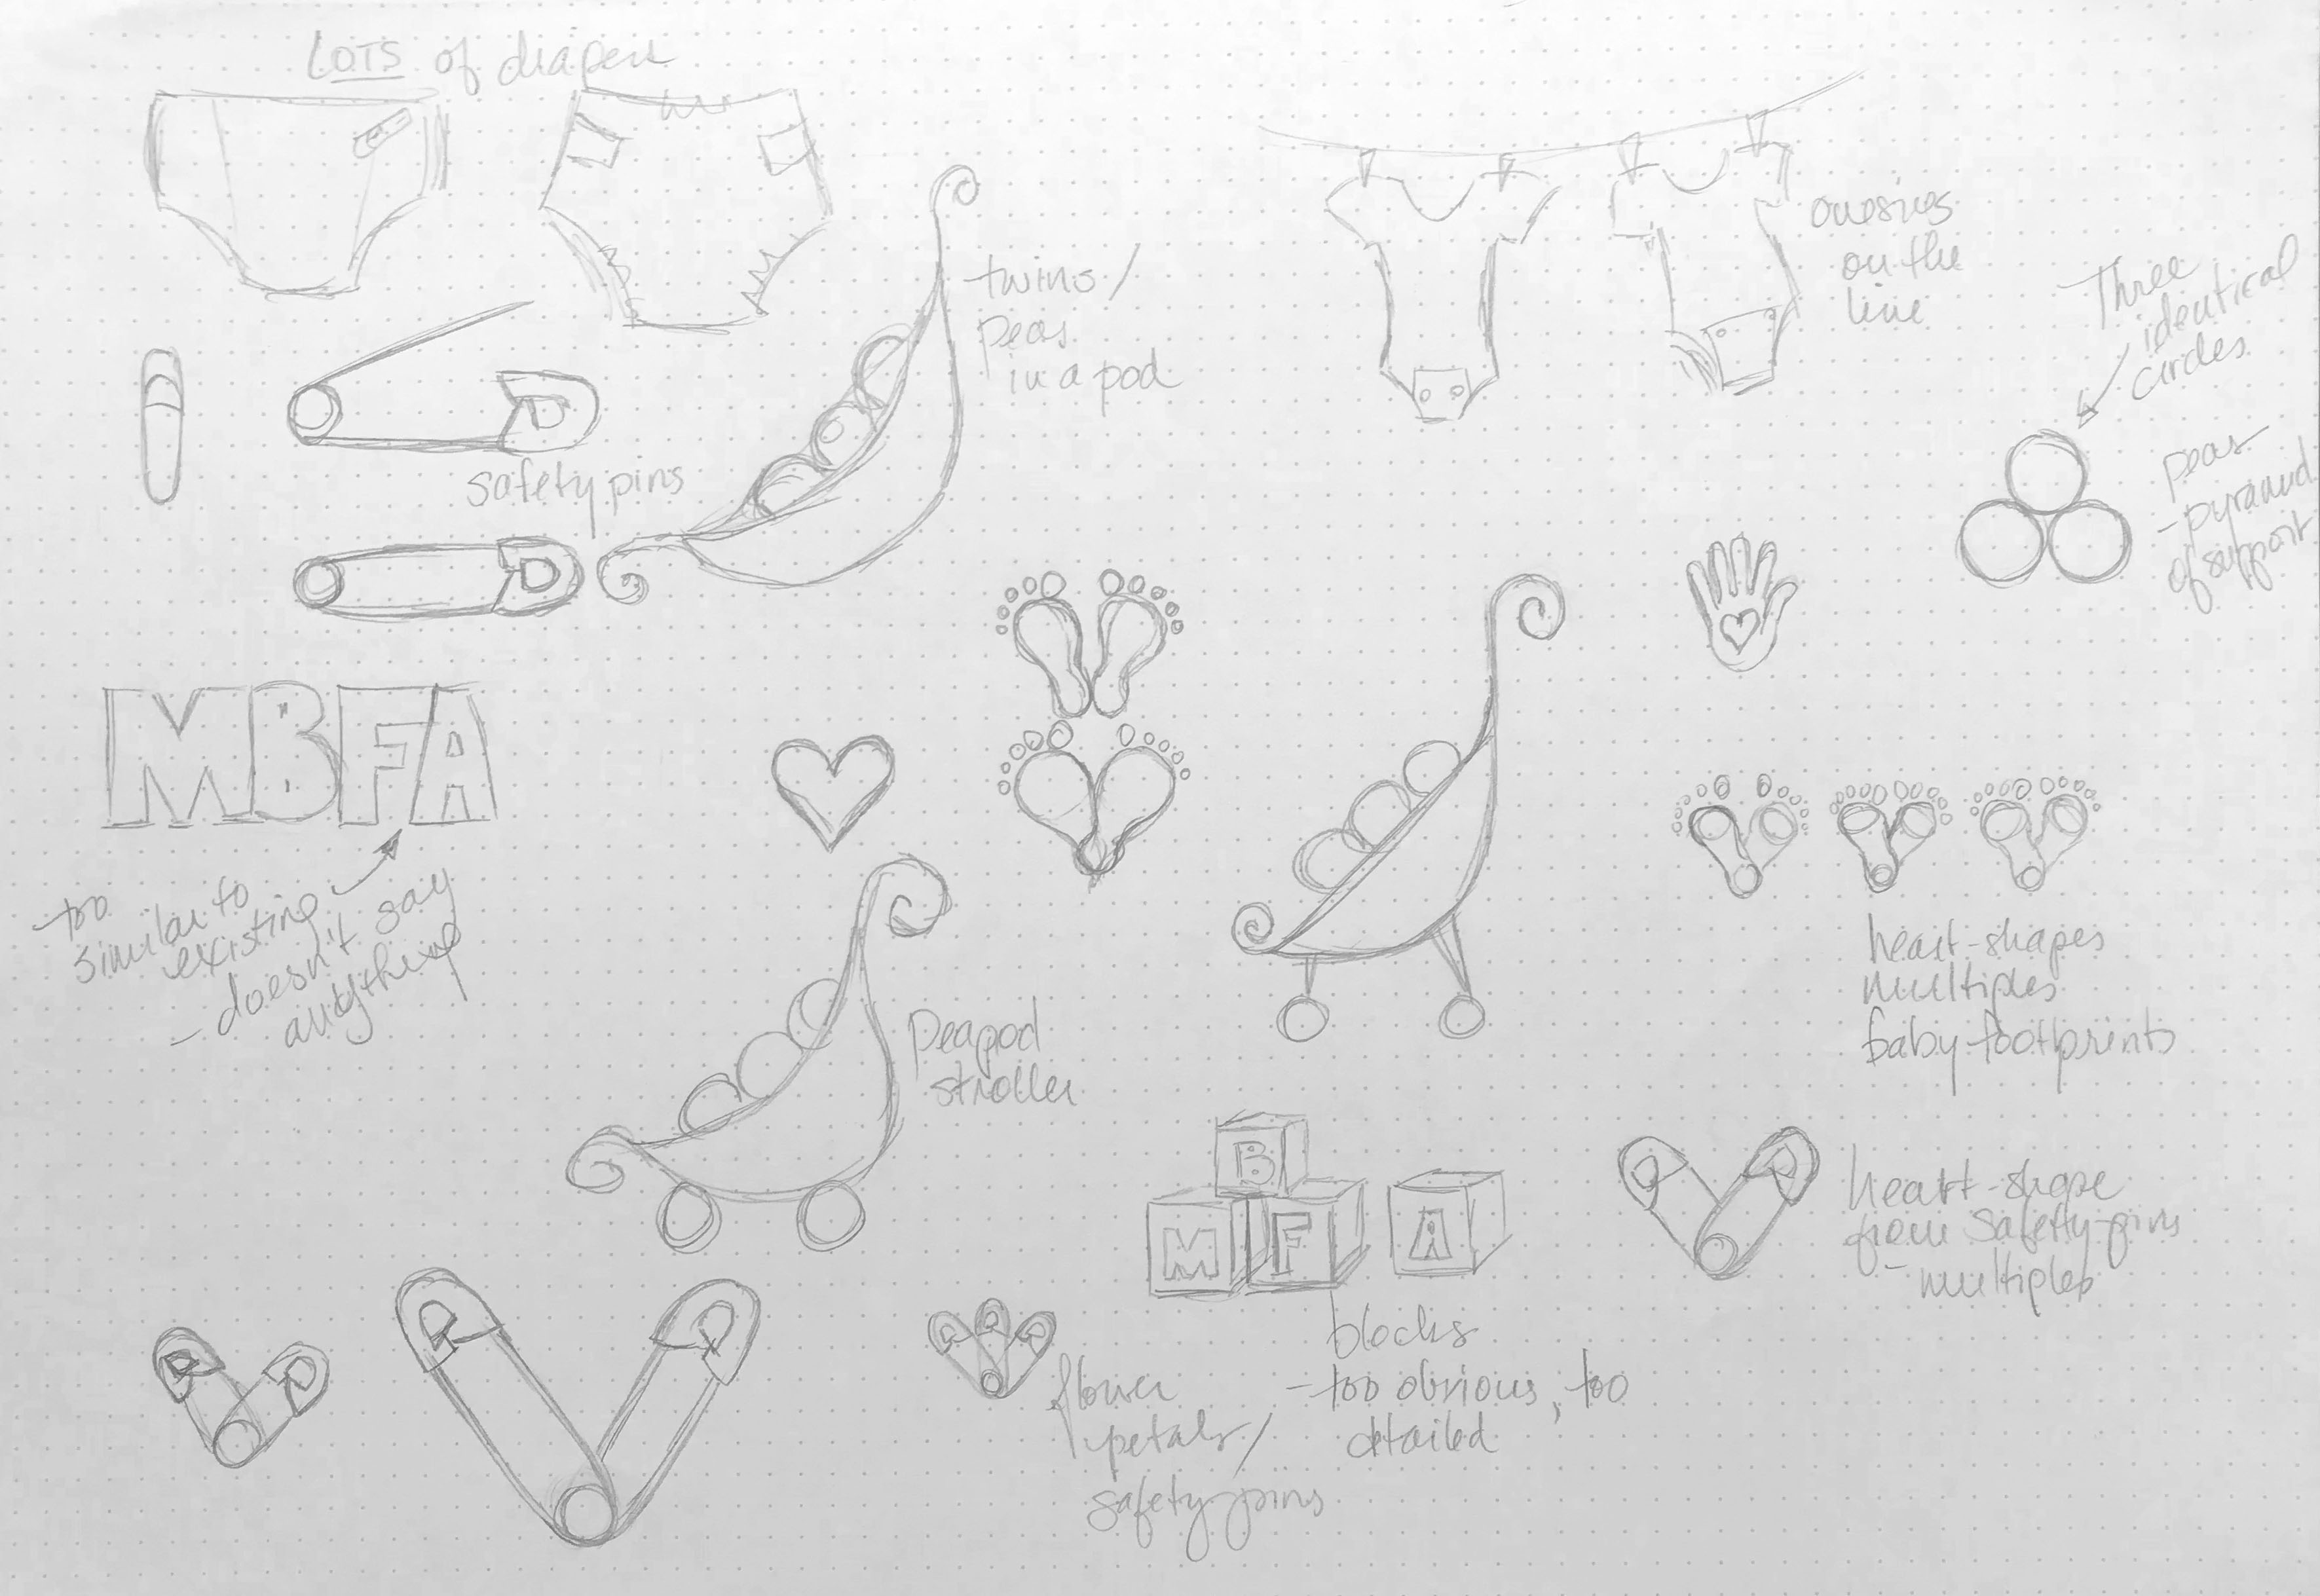 LOTS of diapers
twins/
peas
in a pod
onesies
on the
line
Three
identical
circles
peas
-pyramid
of support
safety pins
MBFA
-too
similar to
existing
- doesn't say
anything
Peapod
stroller
heart-shapes
multiples
baby footprints
B
M F A
blocks
-too obvious, too
detailed
heart-shape
from safety-pins
- multiples
flower
petals/
safety-pins